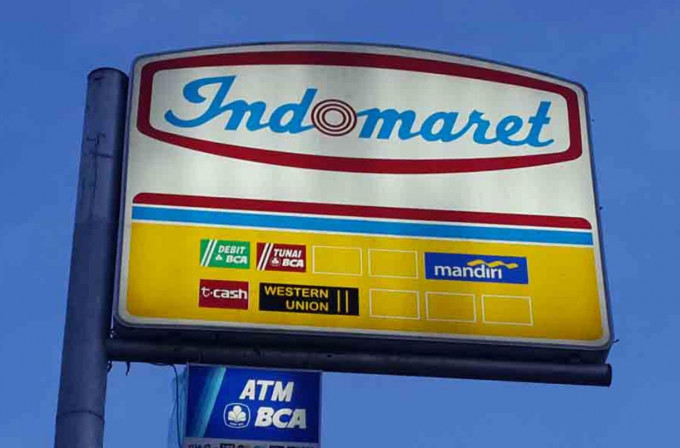 Indomaret
DEBIT BCA
TUNAI BCA
mandiri
t-cash
WESTERN
UNION
ATM
BCA